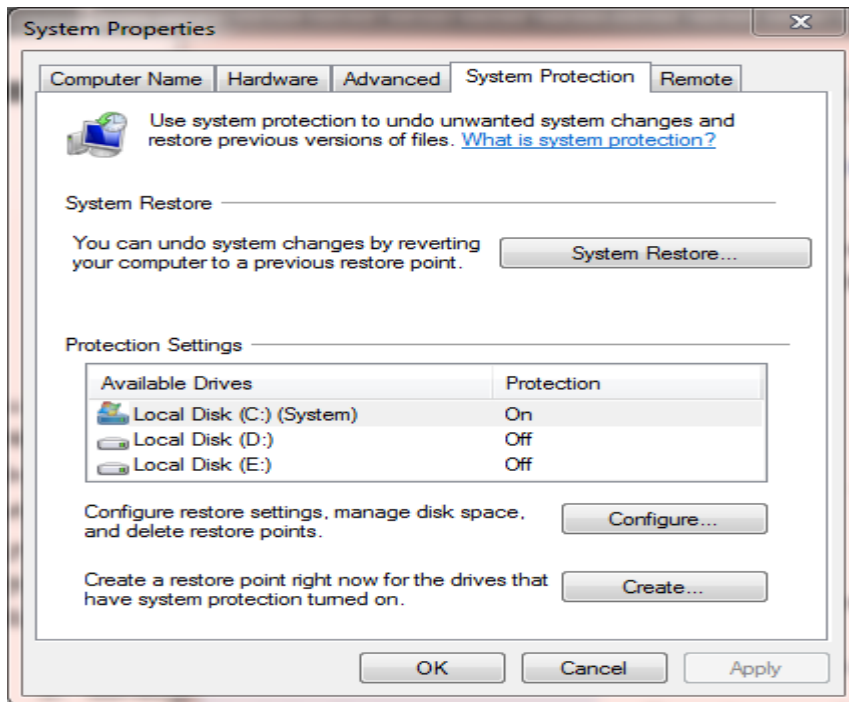 System Properties
Computer Name Hardware Advanced System Protection Remote
Use system protection to undo unwanted system changes and
restore previous versions of files. What is system protection?
System Restore
You can undo system changes by reverting
your computer to a previous restore point.
System Restore...
Protection Settings
Available Drives Protection
Local Disk (C:) (System) On
Local Disk (D:) Off
Local Disk (E:) Off
Configure restore settings, manage disk space,
and delete restore points.
Configure...
Create a restore point right now for the drives that
have system protection turned on.
Create...
OK Cancel Apply